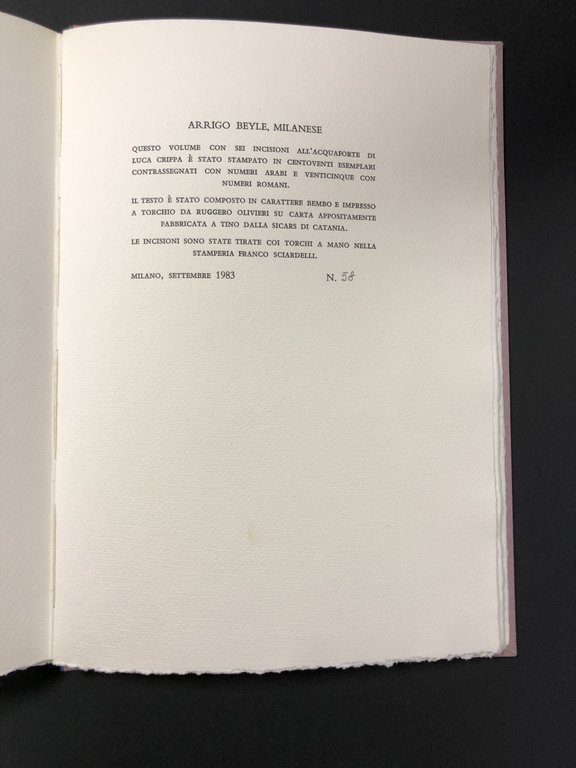 ARRIGO BEYLE, MILANESE
QUESTO VOLUME CON SEI INCISIONI ALL'ACQUAFORTE DI
LUCA CRIPPA È STATO STAMPATO IN CENTOVENTI ESEMPLARI
CONTRASSEGNATI CON NUMERI ARABI E VENTICINQUE CON
NUMERI ROMANI.
IL TESTO È STATO COMPOSTO IN CARATTERE BEMBO E IMPRESSO
A TORCHIO DA RUGGERO OLIVIERI SU CARTA APPOSITAMENTE
FABBRICATA A TINO DALLA SICARS DI CATANIA.
LE INCISIONI SONO STATE TIRATE COI TORCHI A MANO NELLA
STAMPERIA FRANCO SCIARDELLI.
MILANO, SETTEMBRE 1983 N. 58